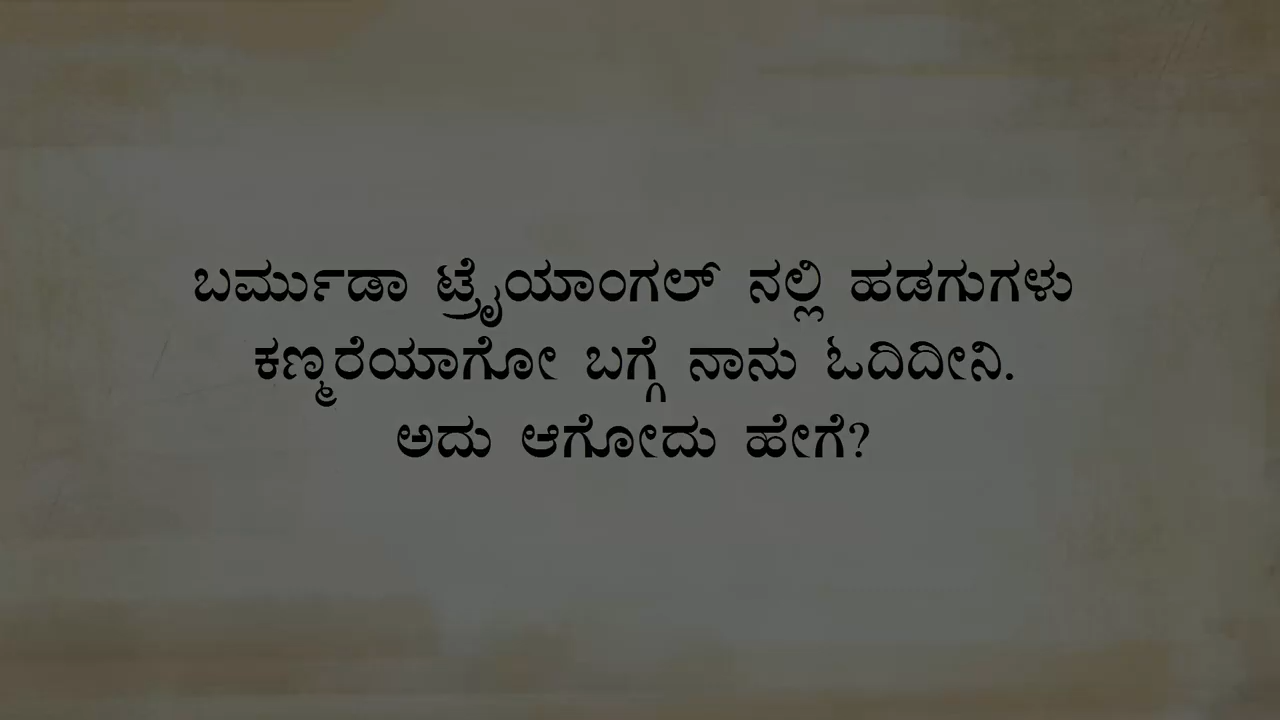 ಬರ್ಮುಡಾ ಟ್ರೈಯಾಂಗಲ್ ನಲ್ಲಿ ಹಡಗುಗಳು
ಕಣ್ಮರೆಯಾಗೋ ಬಗ್ಗೆ ನಾನು ಓದಿದೀನಿ.
ಅದು ಆಗೋದು ಹೇಗೆ?